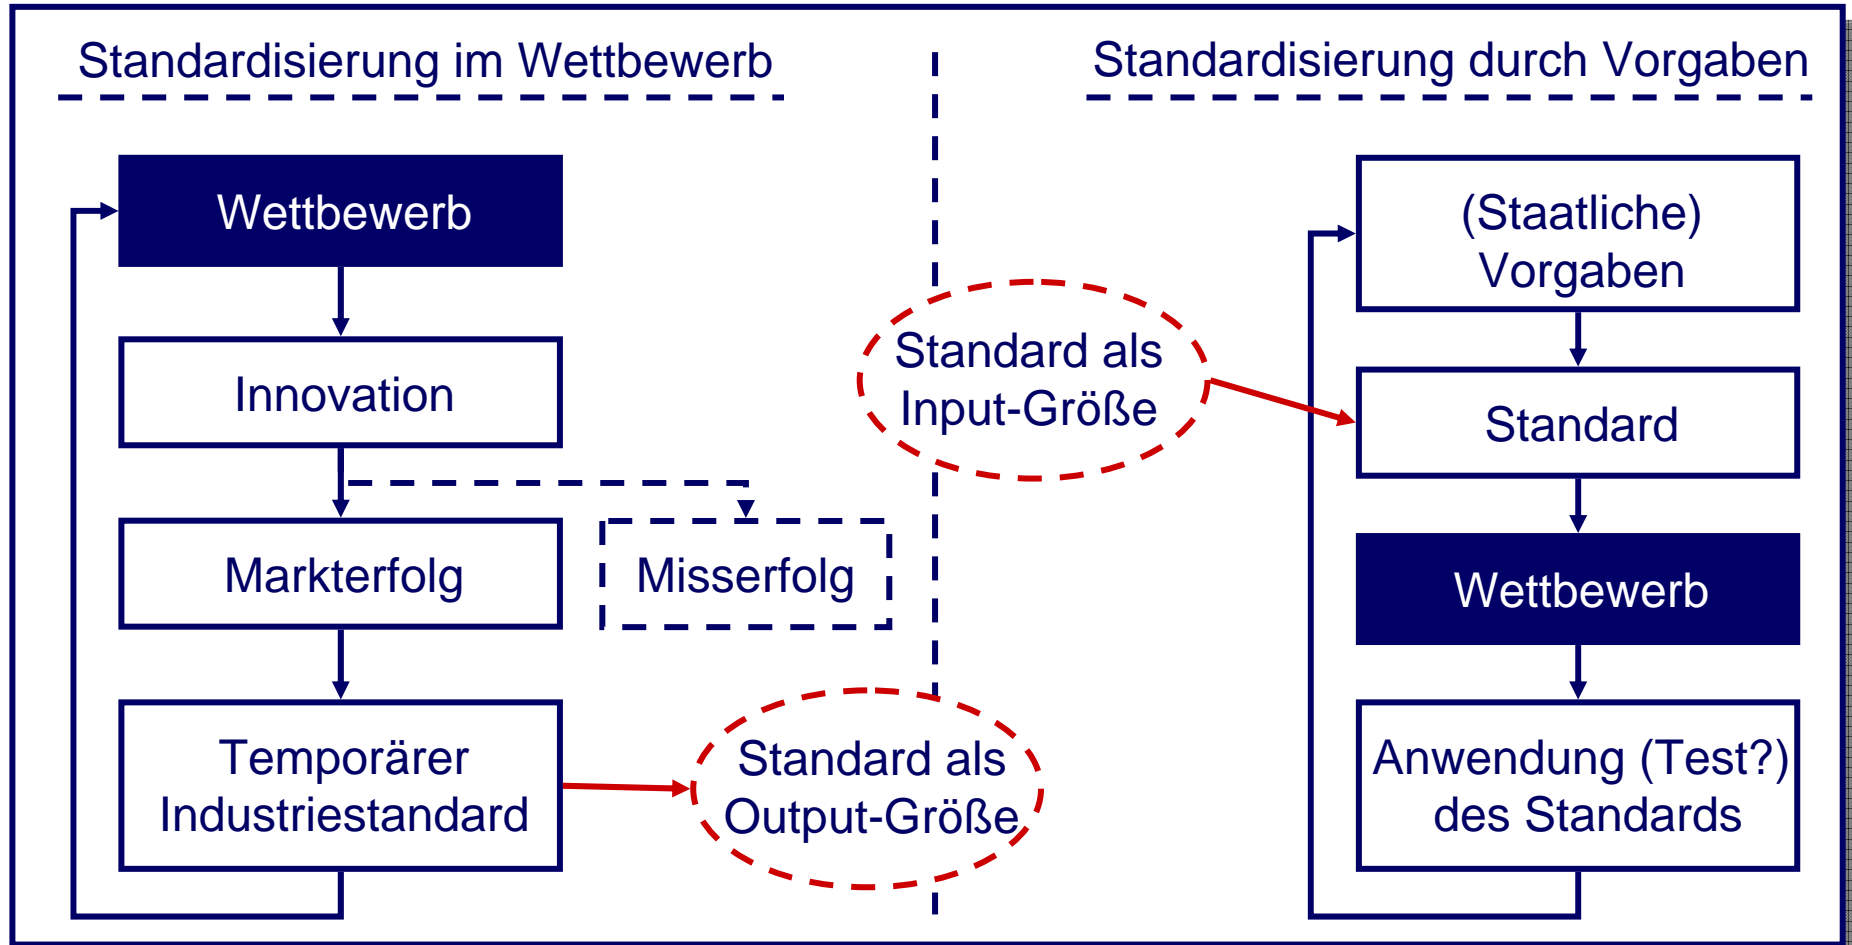 Standardisierung im Wettbewerb
Wettbewerb
Innovation
Markterfolg
Misserfolg
Temporärer
Industriestandard
Standard als
Output-Größe
Standard als
Input-Größe
Standardisierung durch Vorgaben
(Staatliche)
Vorgaben
Standard
Wettbewerb
Anwendung (Test?)
des Standards